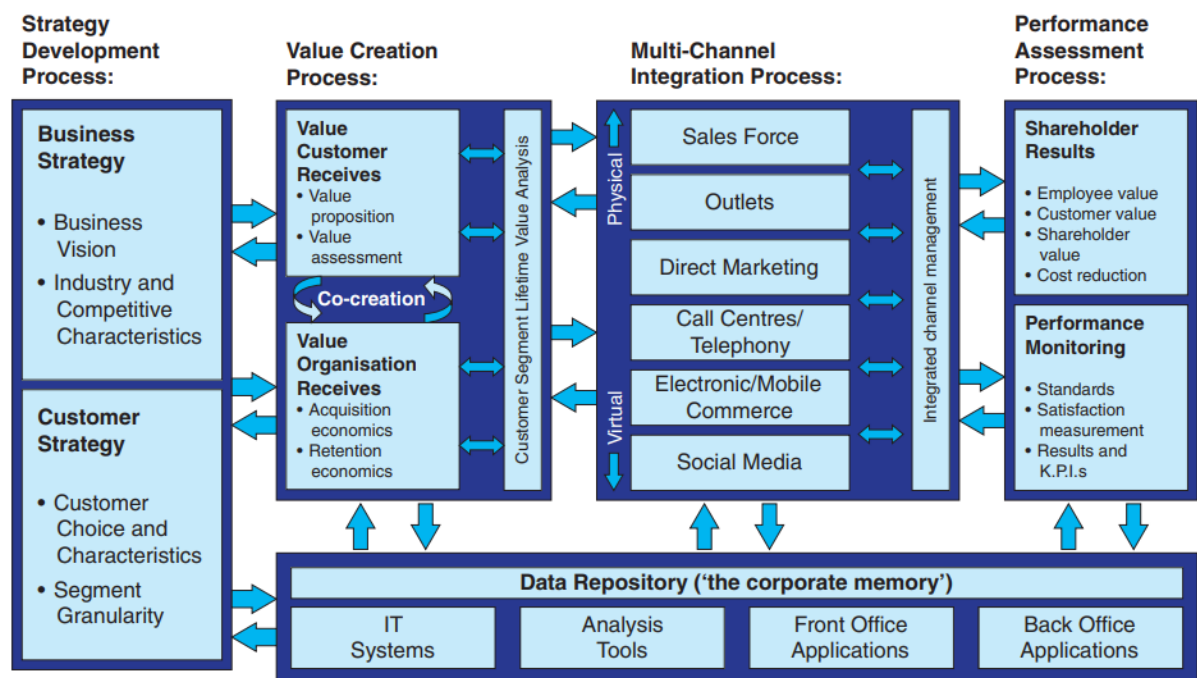 Strategy
Development
Process:
Business
Strategy
• Business
Vision
• Industry and
Competitive
Characteristics
Customer
Strategy
• Customer
Choice and
Characteristics
• Segment
Granularity
Value Creation
Process:
Value
Customer
Receives
• Value
proposition
• Value
assessment
Co-creation
Value
Organisation
Receives
• Acquisition
economics
• Retention
economics
Customer Segment Lifetime Value Analysis
Multi-Channel
Integration Process:
Physical
Virtual
Sales Force
Outlets
Direct Marketing
Call Centres/
Telephony
Electronic/Mobile
Commerce
Social Media
Integrated channel management
Performance
Assessment
Process:
Shareholder
Results
• Employee value
• Customer value
• Shareholder
value
• Cost reduction
Performance
Monitoring
• Standards
• Satisfaction
measurement
• Results and
K.P.I.s
Data Repository (‘the corporate memory’)
IT
Systems
Analysis
Tools
Front Office
Applications
Back Office
Applications